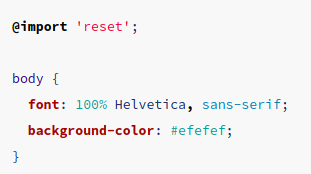 @import 'reset';
body {
  font: 100% Helvetica, sans-serif;
  background-color: #efefef;
}